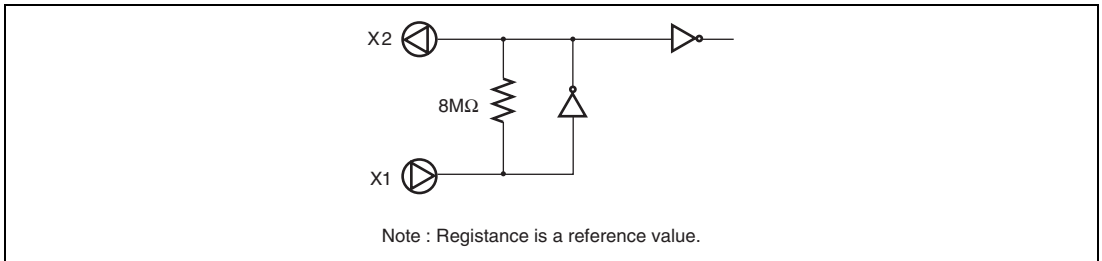 X2
8MΩ
X1
Note : Registance is a reference value.